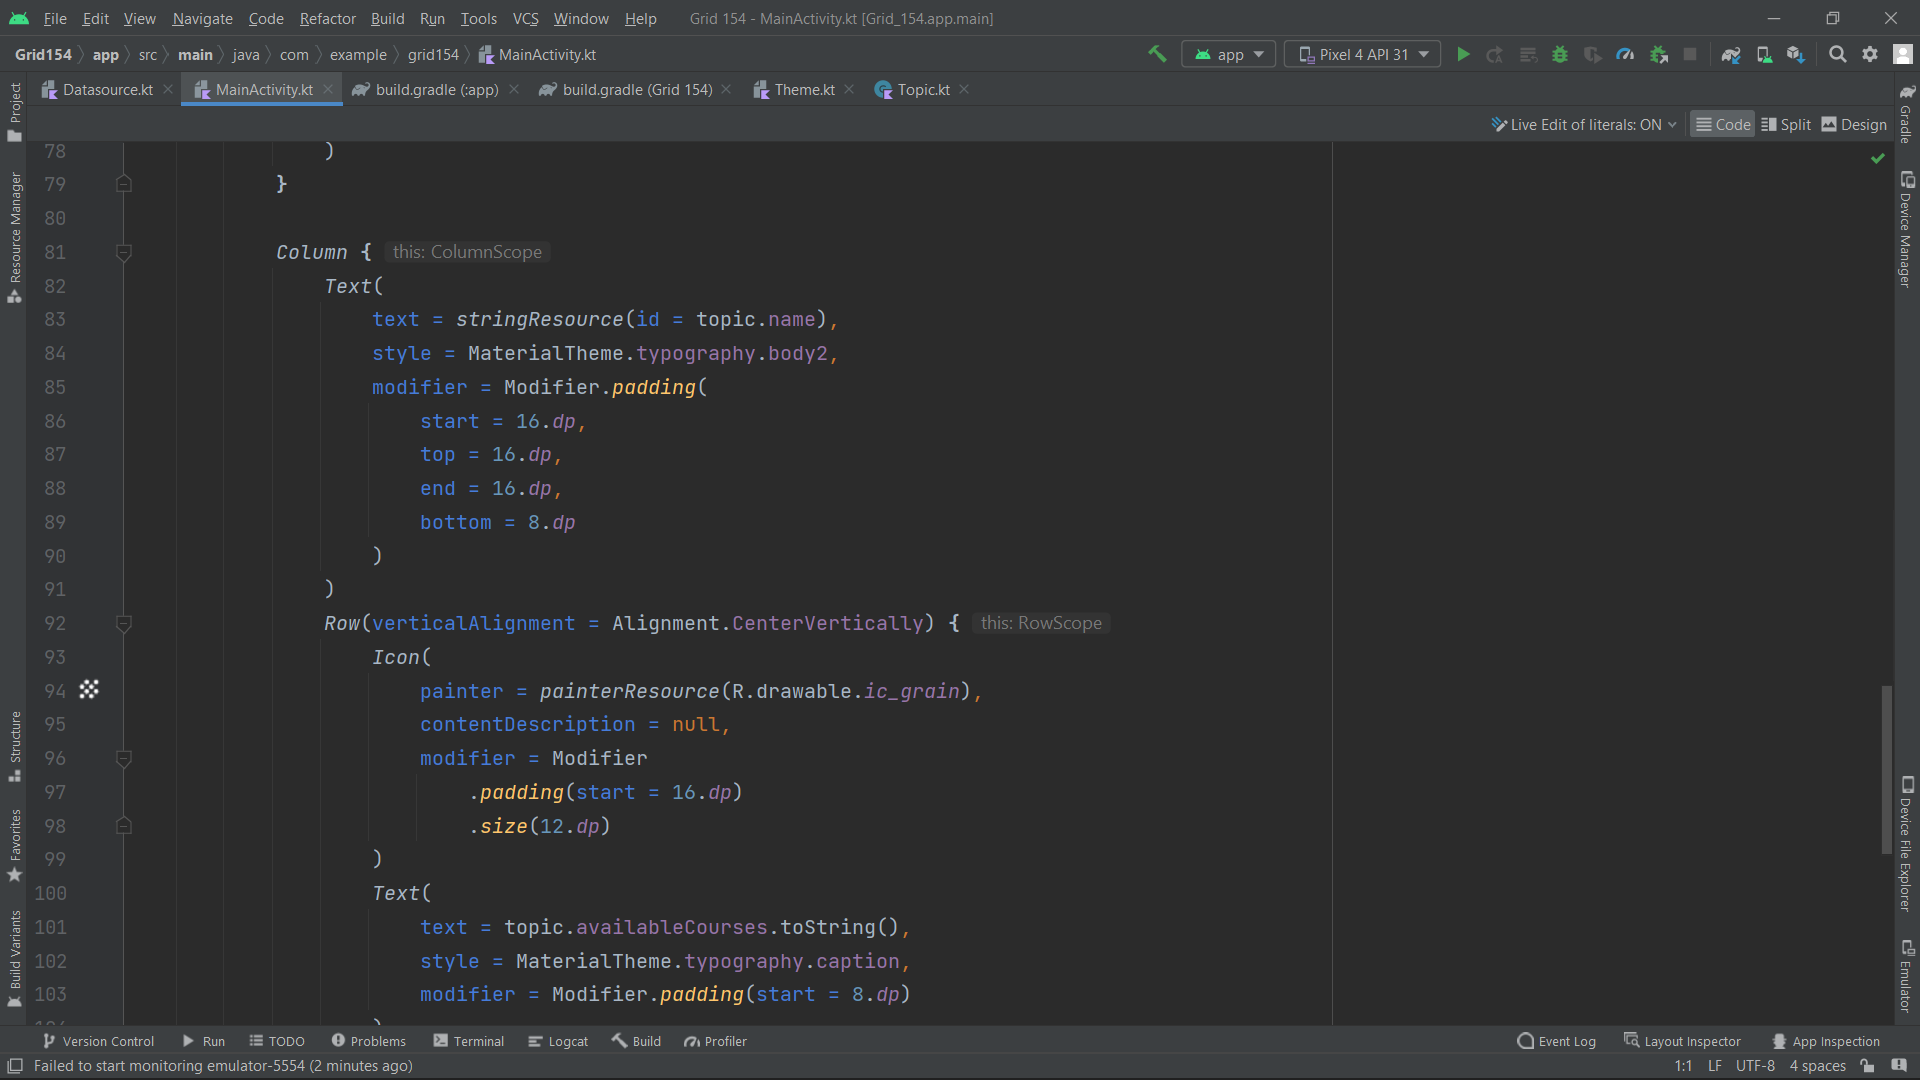 File Edit View Navigate Code Refactor Build Run Tools VCS Window Help Grid 154 - MainActivity.kt [Grid_154.app.main]
Grid154 app src main java com example grid154 MainActivity.kt app Pixel 4 API 31
Datasource.kt MainActivity.kt build.gradle (:app) build.gradle (Grid 154) Theme.kt Topic.kt
Live Edit of literals: ON Code Split Design
Project
Resource Manager
Structure
Favorites
Build Variants
78 )
79 }
80
81 Column { this: ColumnScope
82 Text(
83 text = stringResource(id = topic.name),
84 style = MaterialTheme.typography.body2,
85 modifier = Modifier.padding(
86 start = 16.dp,
87 top = 16.dp,
88 end = 16.dp,
89 bottom = 8.dp
90 )
91 )
92 Row(verticalAlignment = Alignment.CenterVertically) { this: RowScope
93 Icon(
94 painter = painterResource(R.drawable.ic_grain),
95 contentDescription = null,
96 modifier = Modifier
97 .padding(start = 16.dp)
98 .size(12.dp)
99 )
100 Text(
101 text = topic.availableCourses.toString(),
102 style = MaterialTheme.typography.caption,
103 modifier = Modifier.padding(start = 8.dp)
104 )
Gradle
Device Manager
Device File Explorer
Emulator
Version Control Run TODO Problems Terminal Logcat Build Profiler Event Log Layout Inspector App Inspection
Failed to start monitoring emulator-5554 (2 minutes ago) 1:1 LF UTF-8 4 spaces